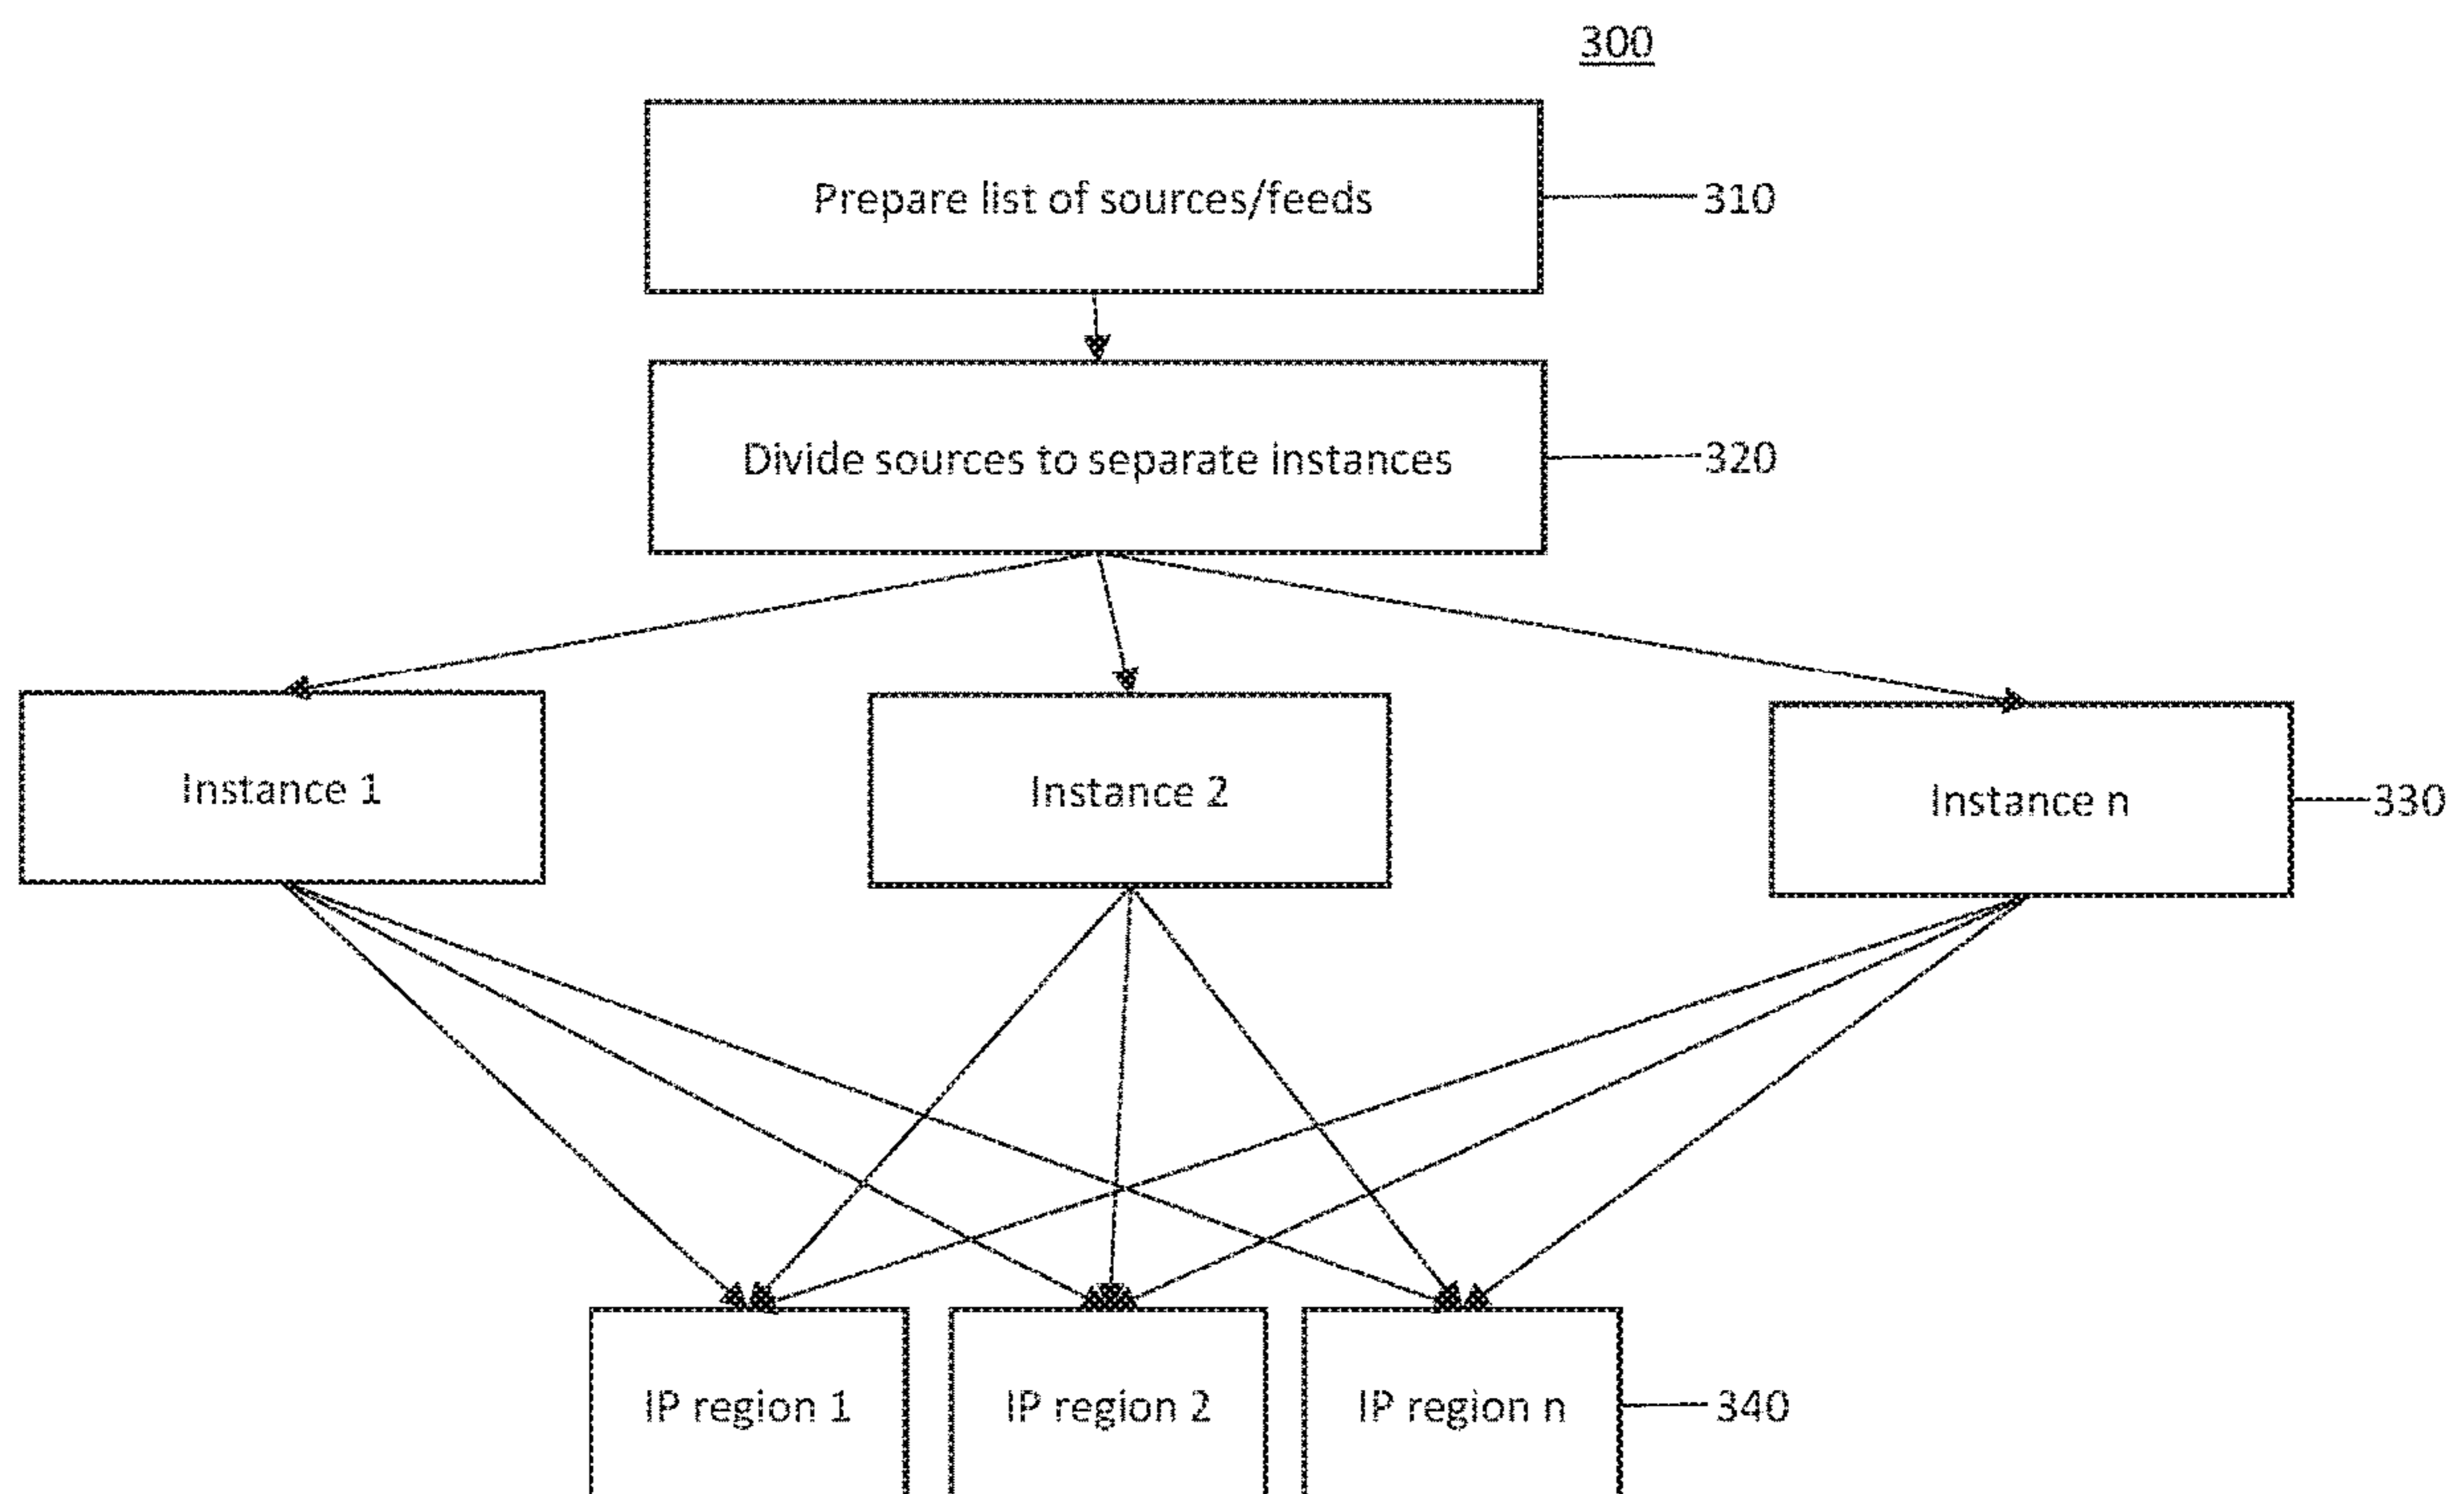 300
Prepare list of sources/feeds
310
Divide sources to separate instances
320
Instance 1
Instance 2
Instance n
330
IP region 1
IP region 2
IP region n
340